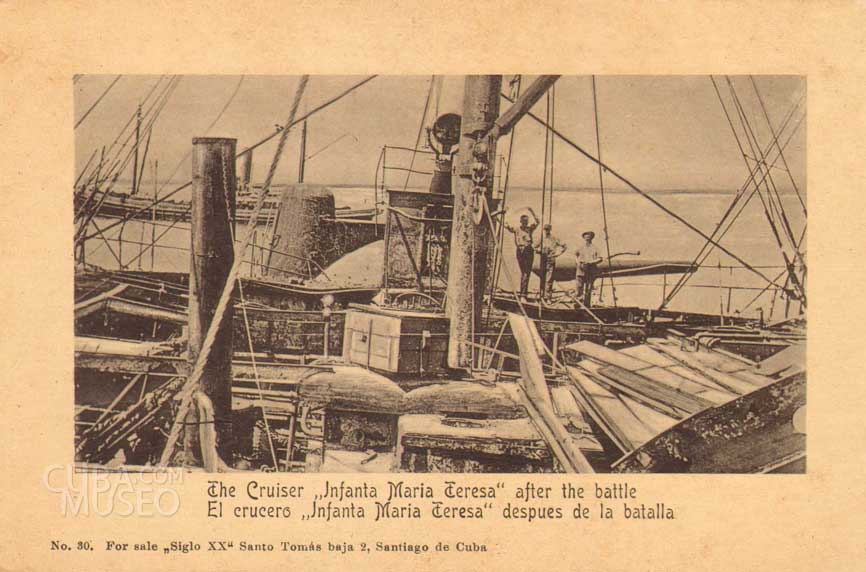 CUBA.COM
MUSEO
The Cruiser „Infanta Maria Teresa“ after the battle
El crucero „Infanta Maria Teresa“ despues de la batalla
No. 30. For sale „Siglo XX“ Santo Tomás baja 2, Santiago de Cuba